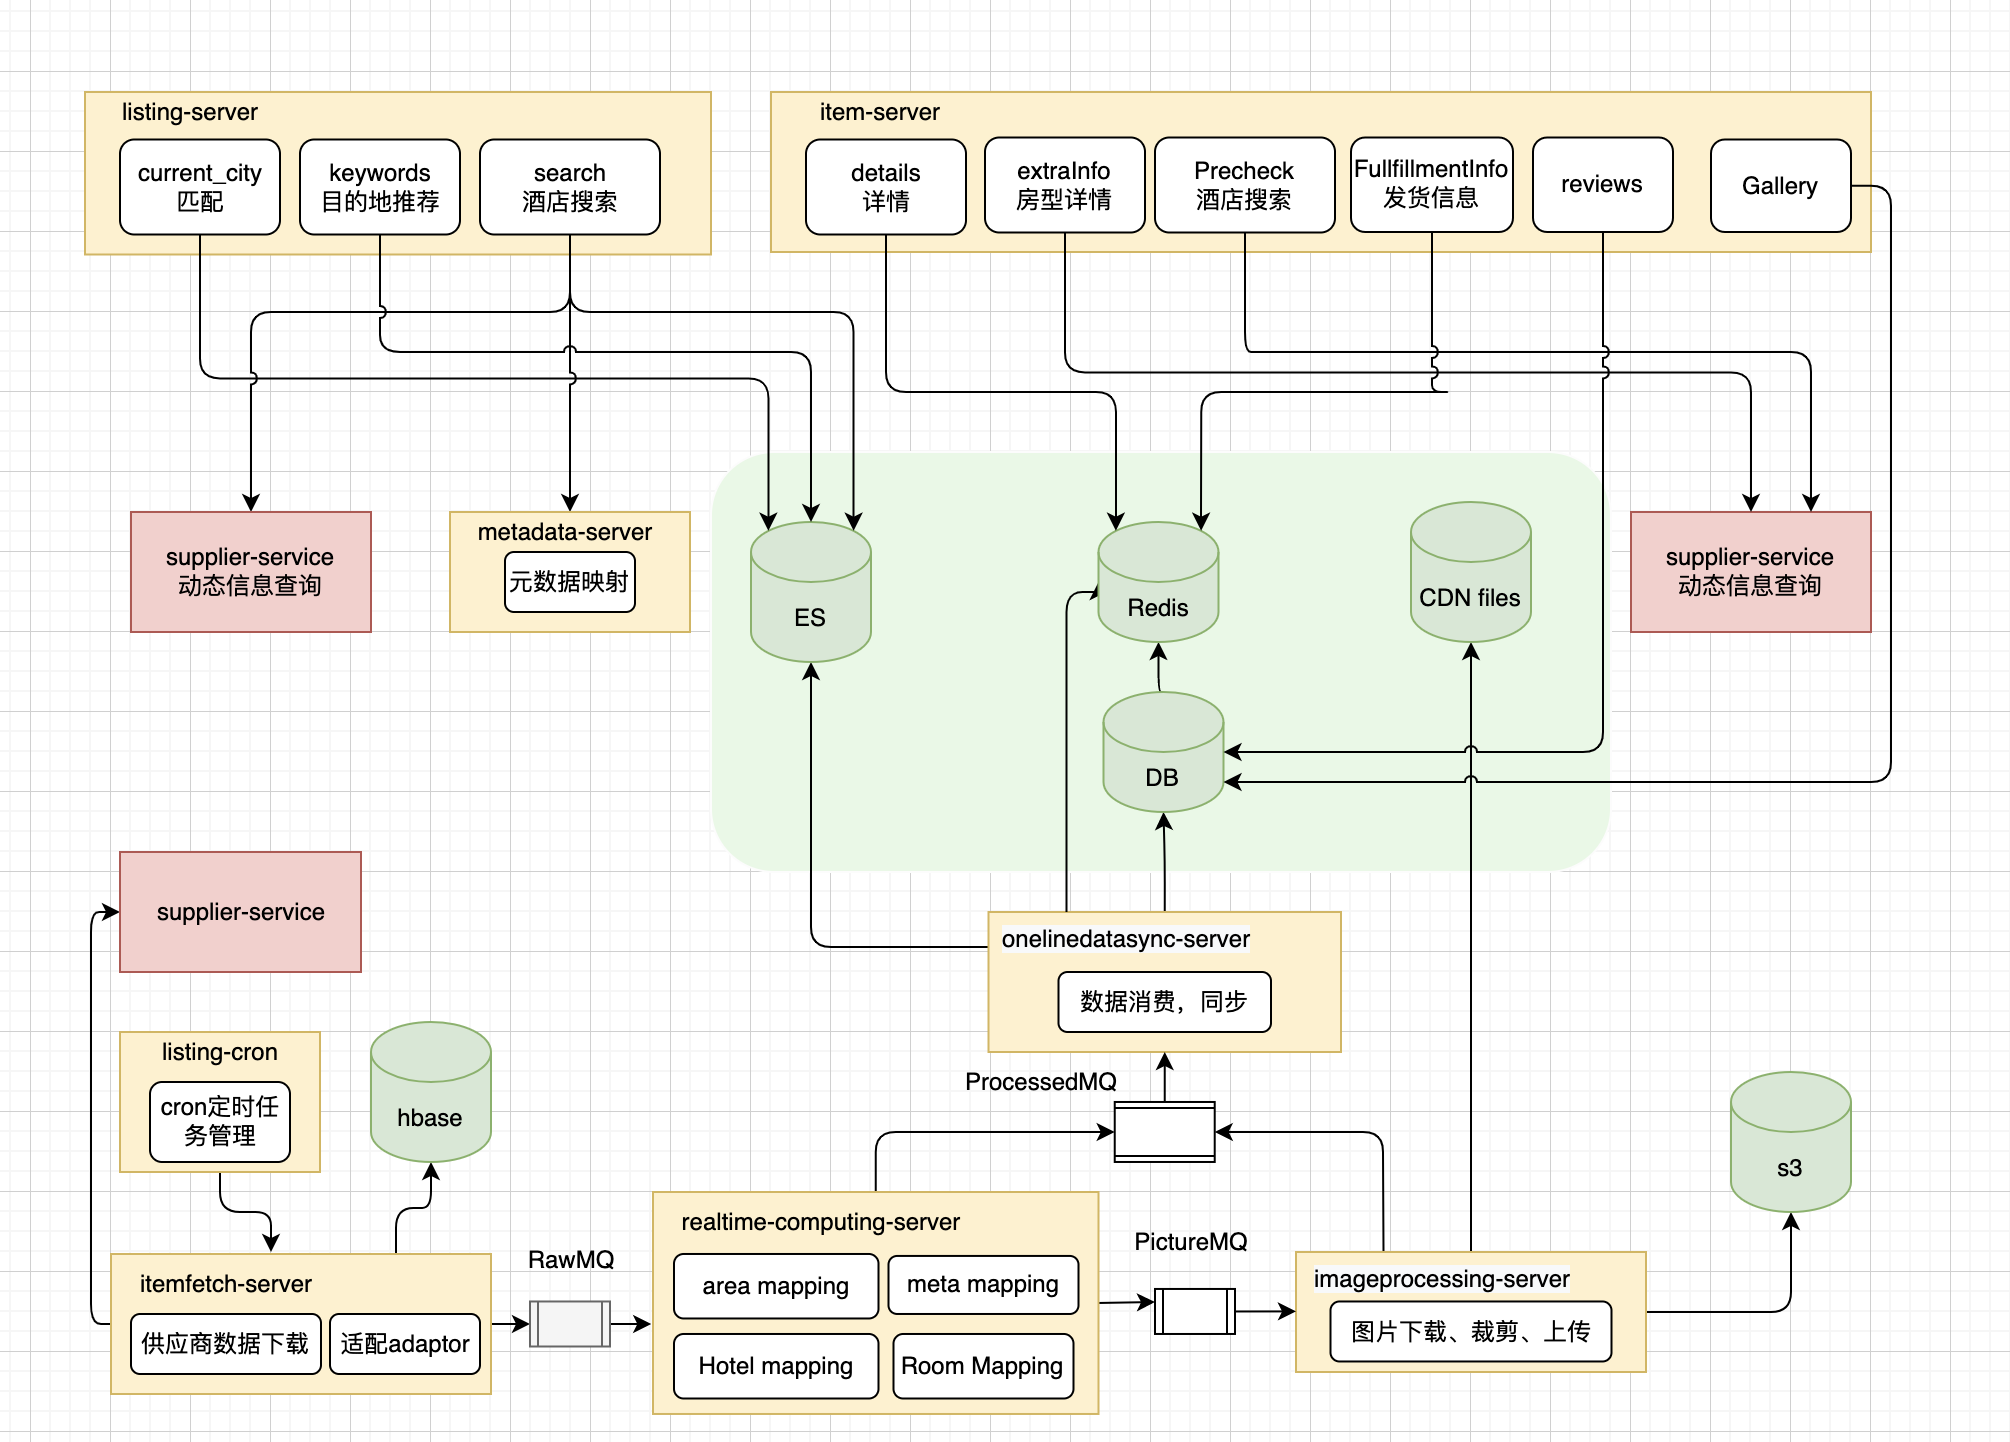 listing-server
current_city
匹配
keywords
目的地推荐
search
酒店搜索
item-server
details
详情
extraInfo
房型详情
Precheck
酒店搜索
FullfillmentInfo
发货信息
reviews
Gallery
supplier-service
动态信息查询
metadata-server
元数据映射
ES
Redis
CDN files
supplier-service
动态信息查询
DB
supplier-service
onelinedatasync-server
数据消费，同步
listing-cron
cron定时任
务管理
hbase
ProcessedMQ
s3
itemfetch-server
供应商数据下载
适配adaptor
RawMQ
realtime-computing-server
area mapping
meta mapping
Hotel mapping
Room Mapping
PictureMQ
imageprocessing-server
图片下载、裁剪、上传